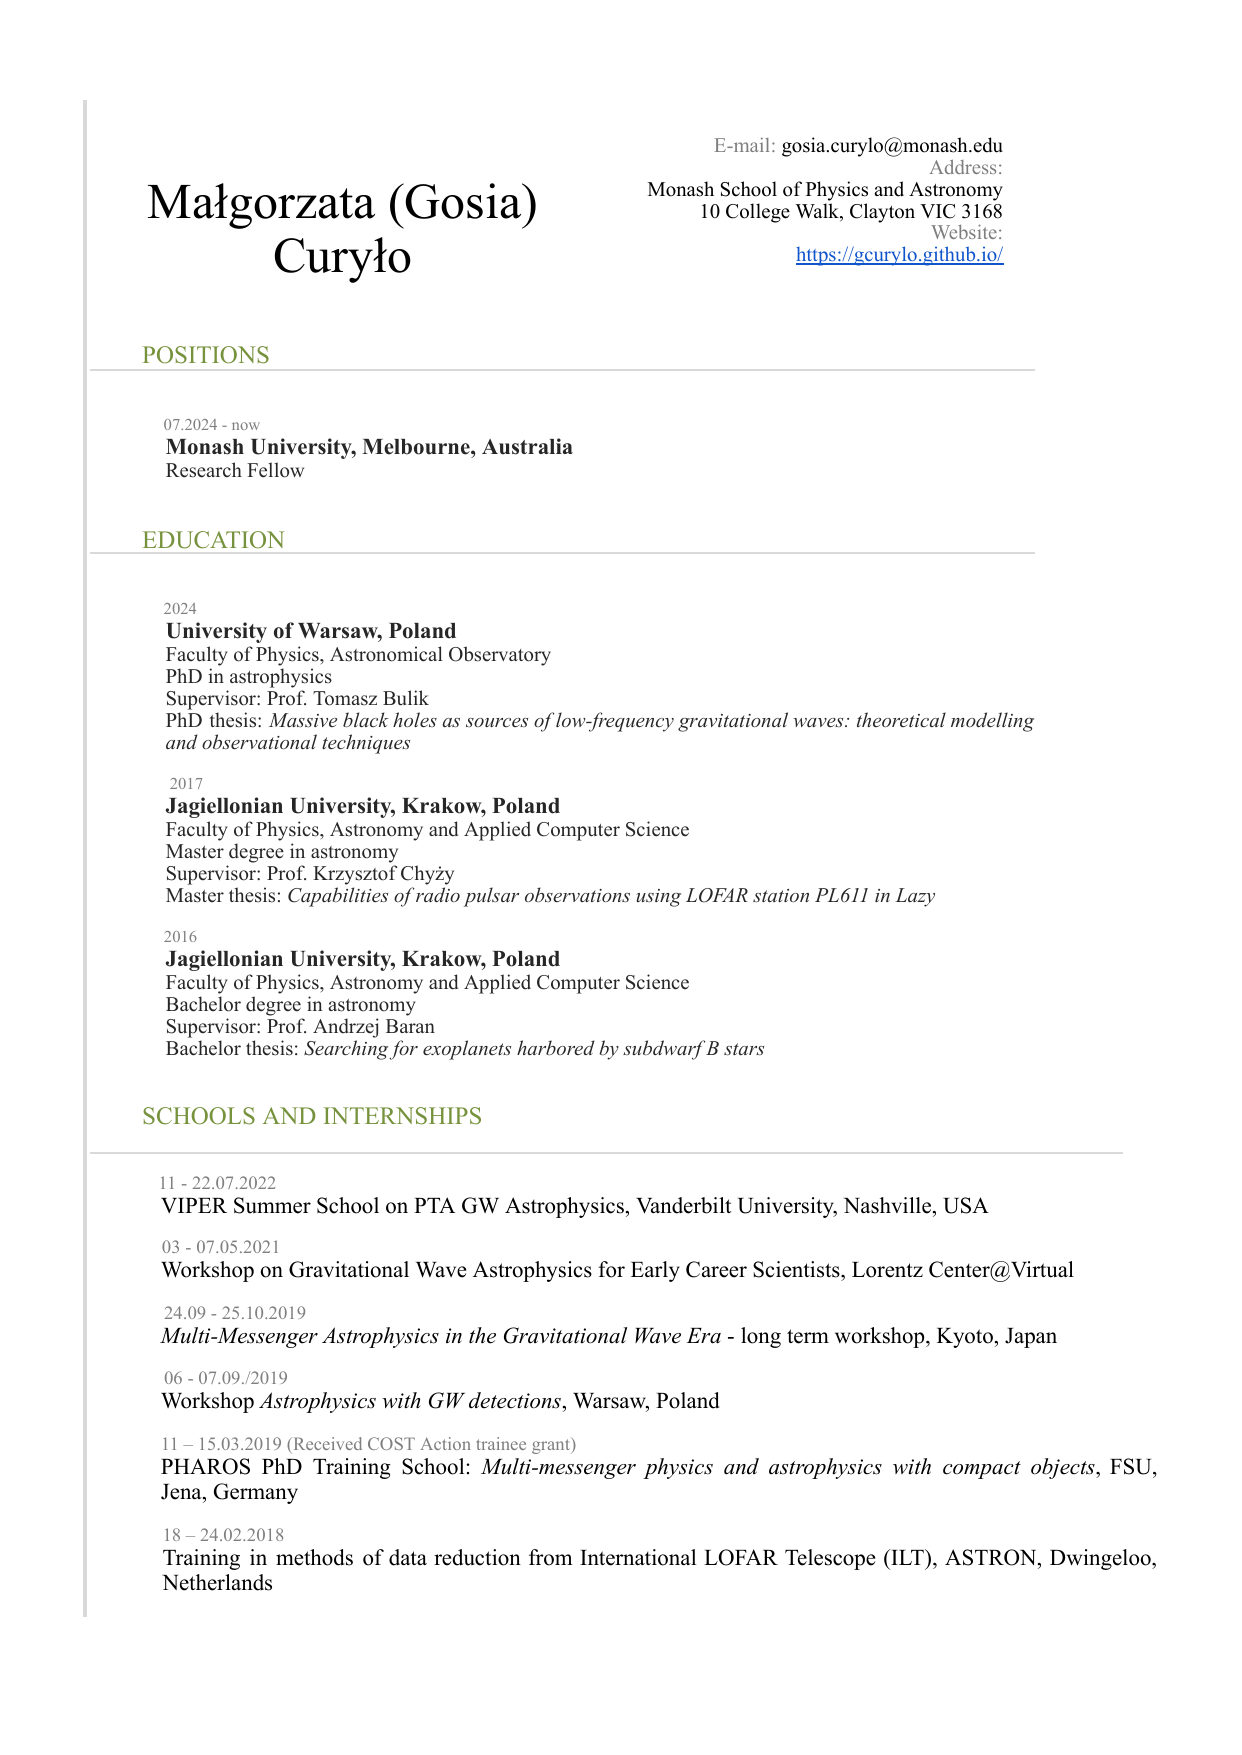 Małgorzata (Gosia)
Curyło
E-mail: gosia.curylo@monash.edu
Address:
Monash School of Physics and Astronomy
10 College Walk, Clayton VIC 3168
Website:
https://gcurylo.github.io/
POSITIONS
07.2024 - now
Monash University, Melbourne, Australia
Research Fellow
EDUCATION
2024
University of Warsaw, Poland
Faculty of Physics, Astronomical Observatory
PhD in astrophysics
Supervisor: Prof. Tomasz Bulik
PhD thesis: Massive black holes as sources of low-frequency gravitational waves: theoretical modelling
and observational techniques
2017
Jagiellonian University, Krakow, Poland
Faculty of Physics, Astronomy and Applied Computer Science
Master degree in astronomy
Supervisor: Prof. Krzysztof Chyży
Master thesis: Capabilities of radio pulsar observations using LOFAR station PL611 in Lazy
2016
Jagiellonian University, Krakow, Poland
Faculty of Physics, Astronomy and Applied Computer Science
Bachelor degree in astronomy
Supervisor: Prof. Andrzej Baran
Bachelor thesis: Searching for exoplanets harbored by subdwarf B stars
SCHOOLS AND INTERNSHIPS
11 - 22.07.2022
VIPER Summer School on PTA GW Astrophysics, Vanderbilt University, Nashville, USA
03 - 07.05.2021
Workshop on Gravitational Wave Astrophysics for Early Career Scientists, Lorentz Center@Virtual
24.09 - 25.10.2019
Multi-Messenger Astrophysics in the Gravitational Wave Era - long term workshop, Kyoto, Japan
06 - 07.09./2019
Workshop Astrophysics with GW detections, Warsaw, Poland
11 – 15.03.2019 (Received COST Action trainee grant)
PHAROS PhD Training School: Multi-messenger physics and astrophysics with compact objects, FSU,
Jena, Germany
18 – 24.02.2018
Training in methods of data reduction from International LOFAR Telescope (ILT), ASTRON, Dwingeloo,
Netherlands